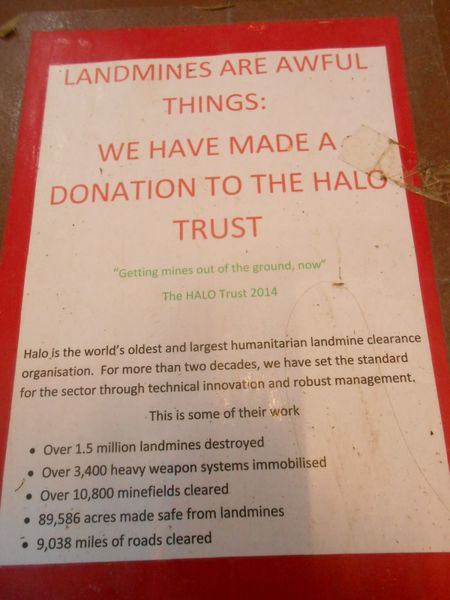 LANDMINES ARE AWFUL
THINGS:
WE HAVE MADE A
DONATION TO THE HALO
TRUST
"Getting mines out of the ground, now"
The HALO Trust 2014
Halo is the world's oldest and largest humanitarian landmine clearance
organisation. For more than two decades, we have set the standard
for the sector through technical innovation and robust management.
This is some of their work
• Over 1.5 million landmines destroyed
• Over 3,400 heavy weapon systems immobilised
• Over 10,800 minefields cleared
• 89,586 acres made safe from landmines
• 9,038 miles of roads cleared